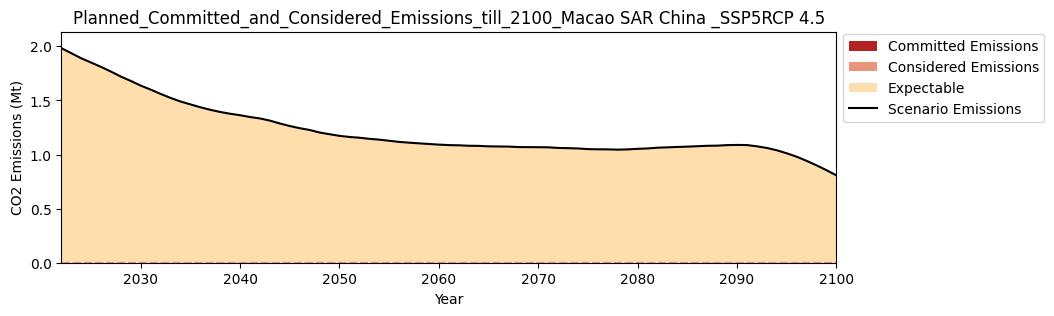 Planned_Committed_and_Considered_Emissions_till_2100_Macao SAR China _SSP5RCP 4.5
Committed Emissions
Considered Emissions
Expectable
Scenario Emissions
CO2 Emissions (Mt)
2.0
1.5
1.0
0.5
0.0
2030 2040 2050 2060 2070 2080 2090 2100
Year